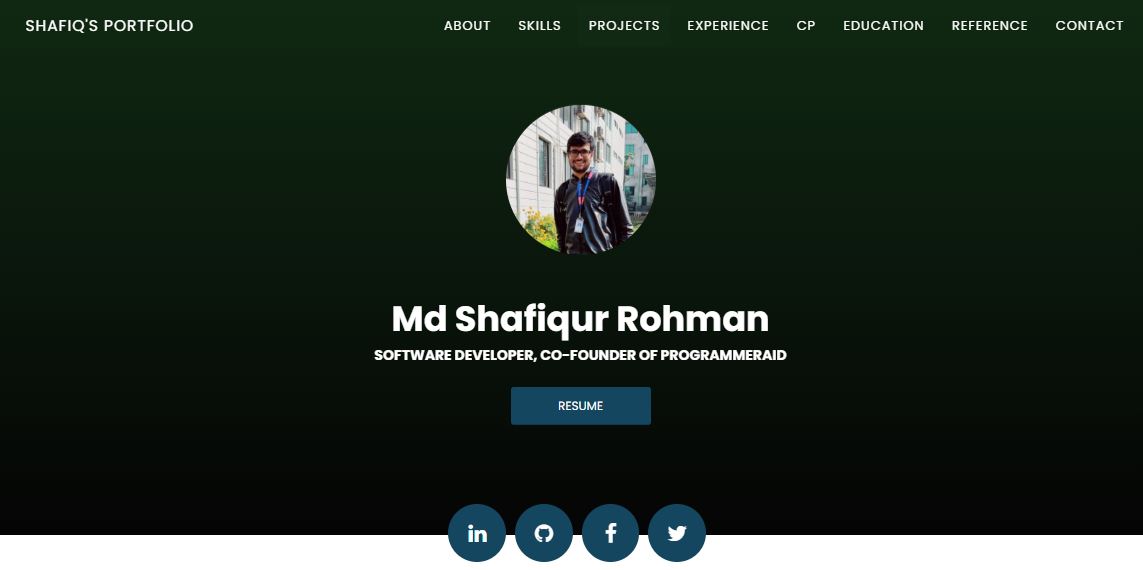 SHAFIQ'S PORTFOLIO
ABOUT SKILLS PROJECTS EXPERIENCE CP EDUCATION REFERENCE CONTACT
Md Shafiqur Rohman
SOFTWARE DEVELOPER, CO-FOUNDER OF PROGRAMMERAID
RESUME